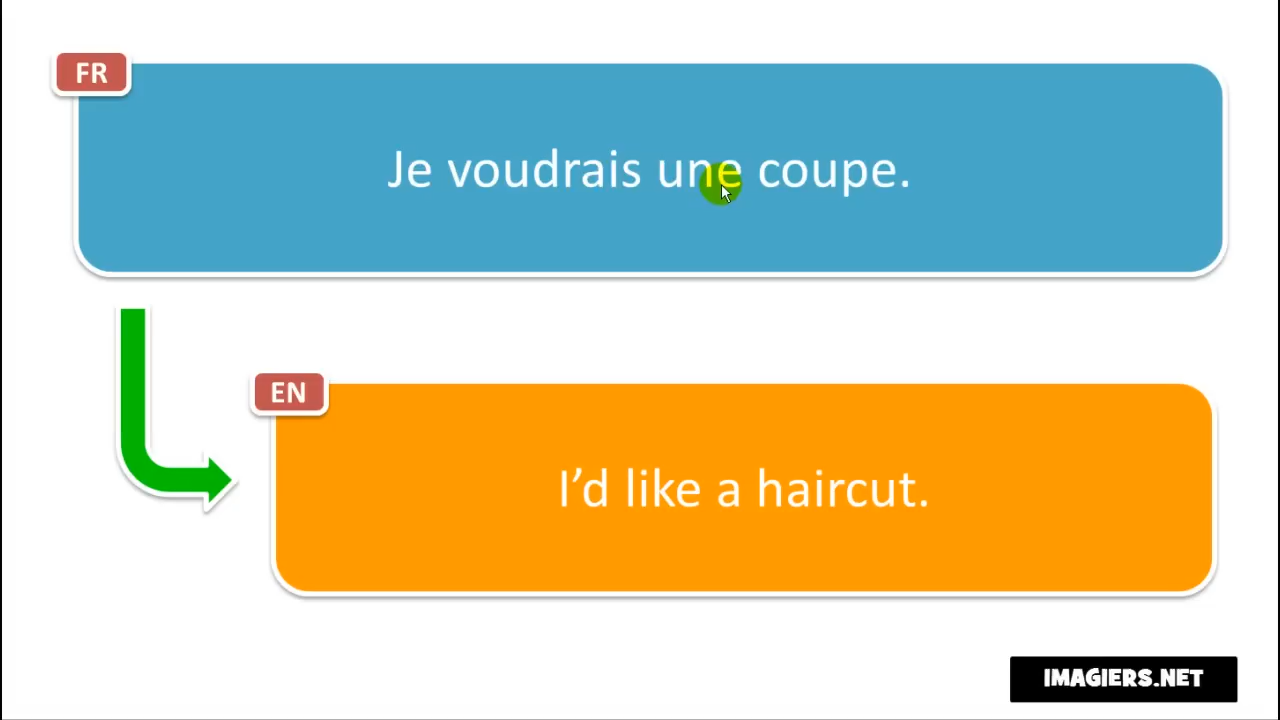 FR
Je voudrais une coupe.
EN
I’d like a haircut.
IMAGIERS.NET